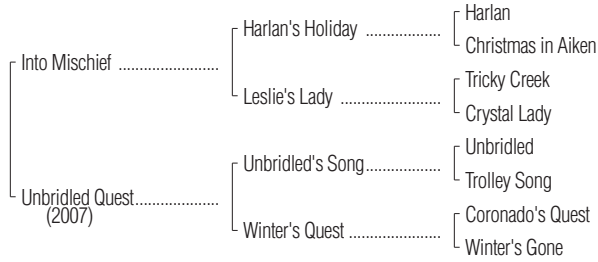 Harlan
Harlan's Holiday ..................
Christmas in Aiken
Into Mischief .......................
Tricky Creek
Leslie's Lady .......................
Crystal Lady
Unbridled
Unbridled's Song..................
Trolley Song
Unbridled Quest...................
(2007)
Coronado's Quest
Winter's Quest .....................
Winter's Gone